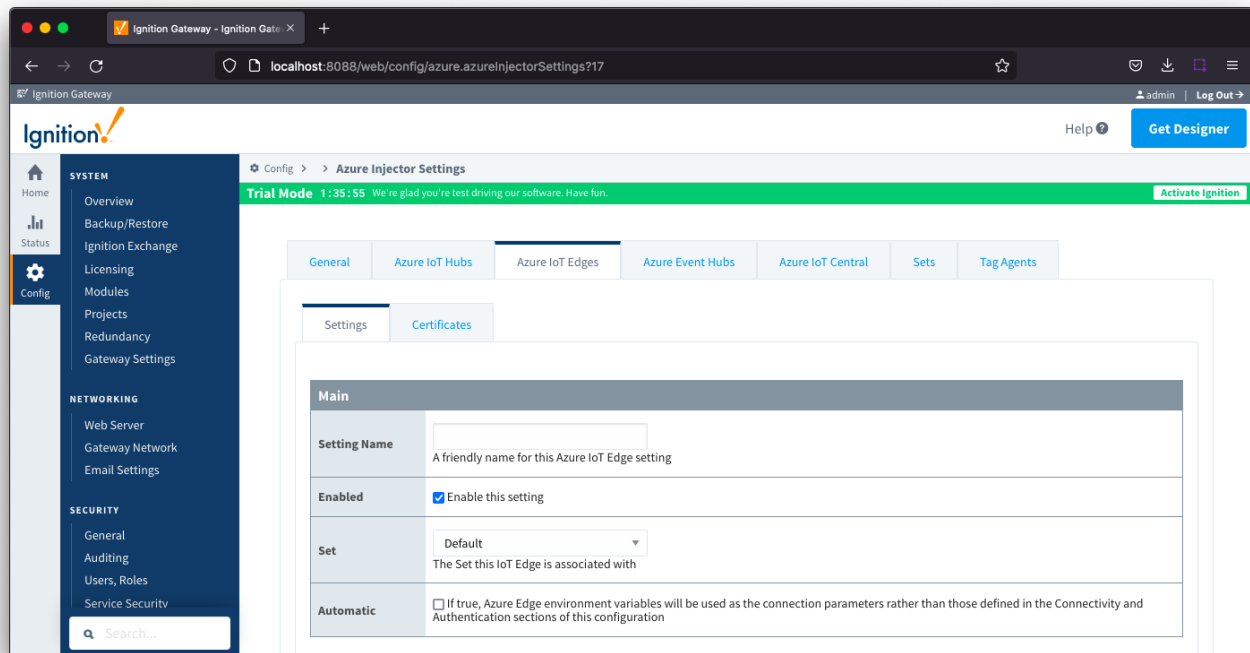 Ignition Gateway - Ignition Gate
localhost:8088/web/config/azure.azureInjectorSettings?17
Ignition Gateway
admin | Log Out
Ignition!
Help
Get Designer
Home
Status
Config
SYSTEM
Overview
Backup/Restore
Ignition Exchange
Licensing
Modules
Projects
Redundancy
Gateway Settings
NETWORKING
Web Server
Gateway Network
Email Settings
SECURITY
General
Auditing
Users, Roles
Service Security
Search...
Config > > Azure Injector Settings
Trial Mode 1:35:55 We're glad you're test driving our software. Have fun. Activate Ignition
General Azure IoT Hubs Azure IoT Edges Azure Event Hubs Azure IoT Central Sets Tag Agents
Settings Certificates
Main
Setting Name
A friendly name for this Azure IoT Edge setting
Enabled Enable this setting
Set Default
The Set this IoT Edge is associated with
Automatic If true, Azure Edge environment variables will be used as the connection parameters rather than those defined in the Connectivity and
Authentication sections of this configuration